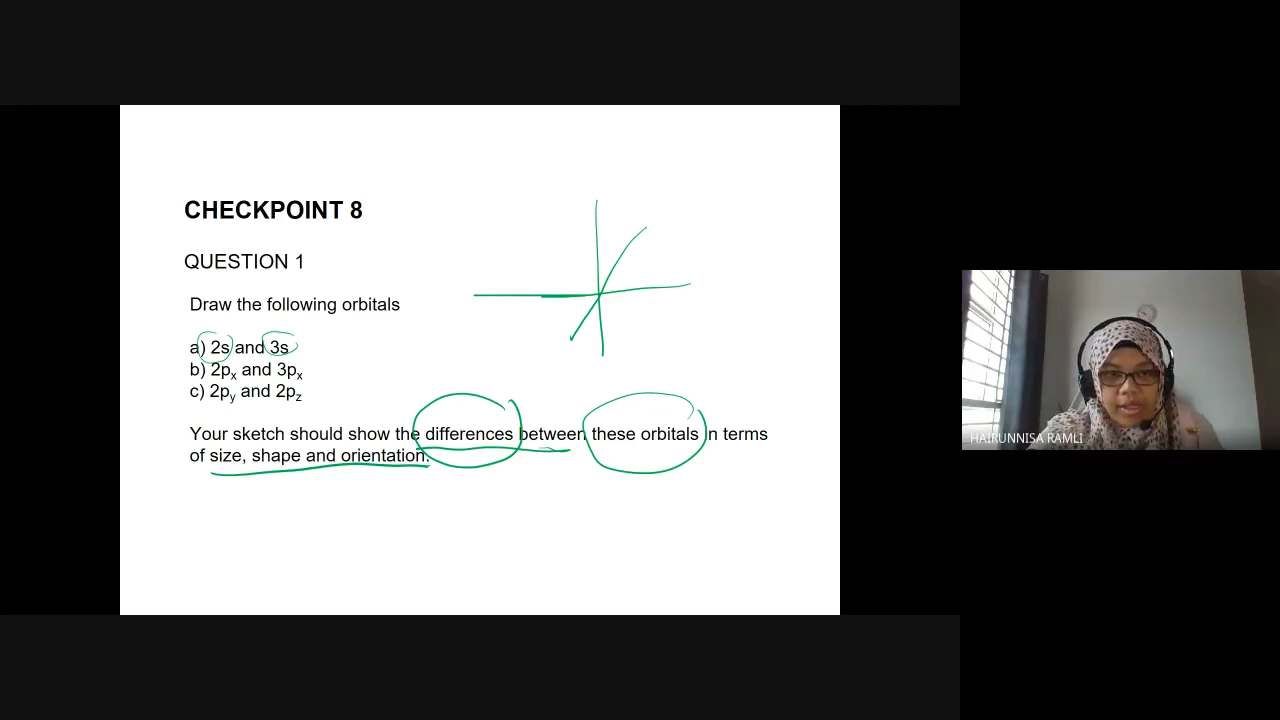 CHECKPOINT 8
QUESTION 1
Draw the following orbitals
a) 2s and 3s
b) 2px and 3px
c) 2py and 2pz
Your sketch should show the differences between these orbitals in terms
of size, shape and orientation.
HAIRUNNISA RAMLI